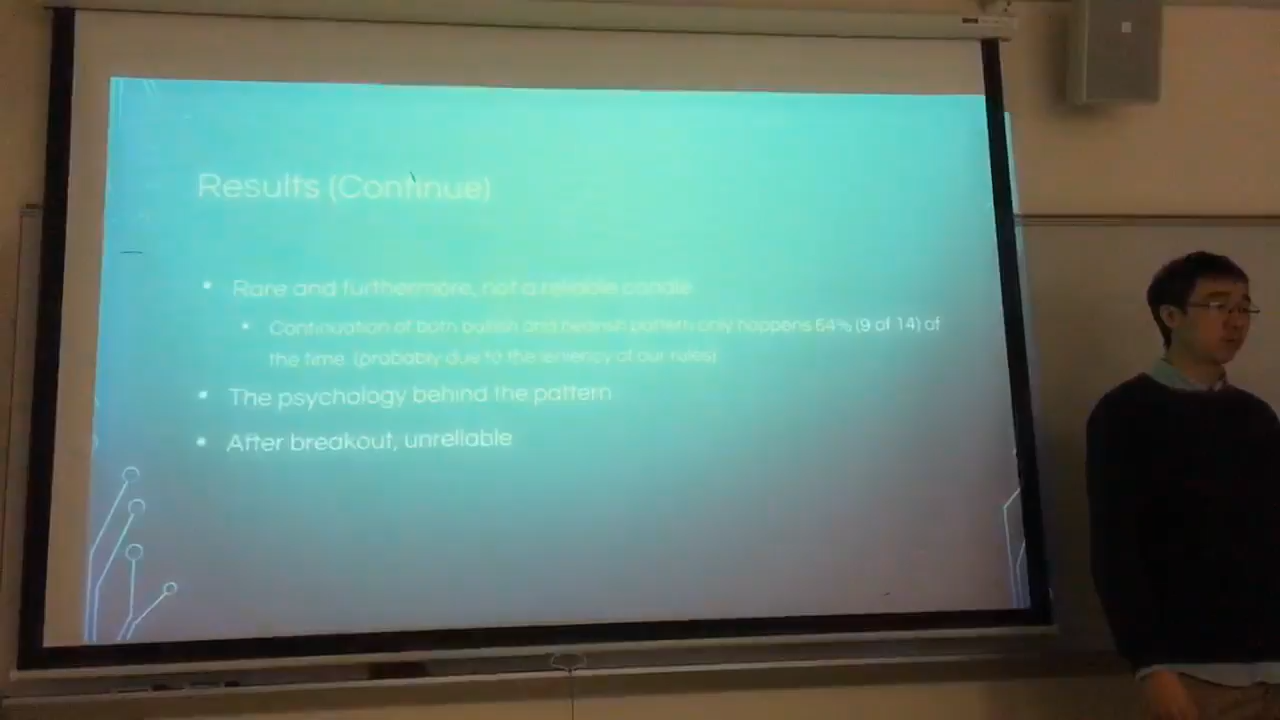 Results (Continue)
Rare and furthermore, not a reliable candle
Continuation of both bullish and bearish pattern only happens 64% (9 of 14) of
the time. (probably due to the leniency of our rules)
The psychology behind the pattern
After breakout, unreliable